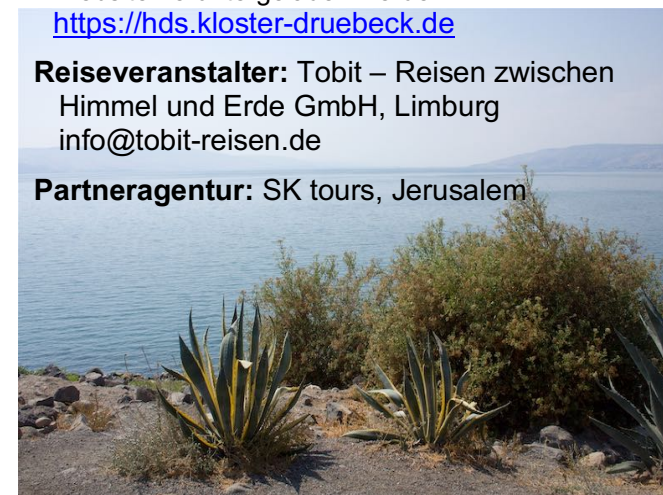 https://hds.kloster-druebeck.de
Reiseveranstalter: Tobit – Reisen zwischen
Himmel und Erde GmbH, Limburg
info@tobit-reisen.de
Partneragentur: SK tours, Jerusalem